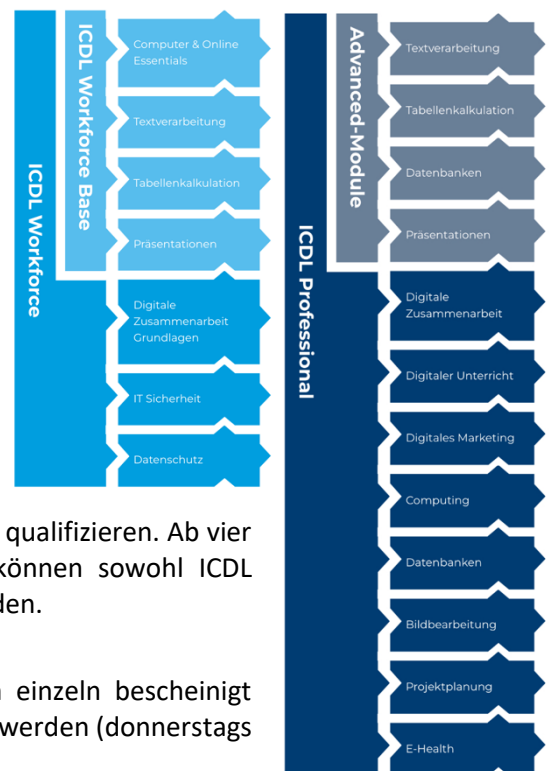 ICDL Workforce
ICDL Workforce Base
Computer & Online
Essentials
Textverarbeitung
Tabellenkalkulation
Präsentationen
Digitale
Zusammenarbeit
Grundlagen
IT Sicherheit
Datenschutz
ICDL Professional
Advanced-Module
Textverarbeitung
Tabellenkalkulation
Datenbanken
Präsentationen
Digitale
Zusammenarbeit
Digitaler Unterricht
Digitales Marketing
Computing
Datenbanken
Bildbearbeitung
Projektplanung
E-Health
qualifizieren. Ab vier
können sowohl ICDL
den.
einzeln bescheinigt
werden (donnerstags